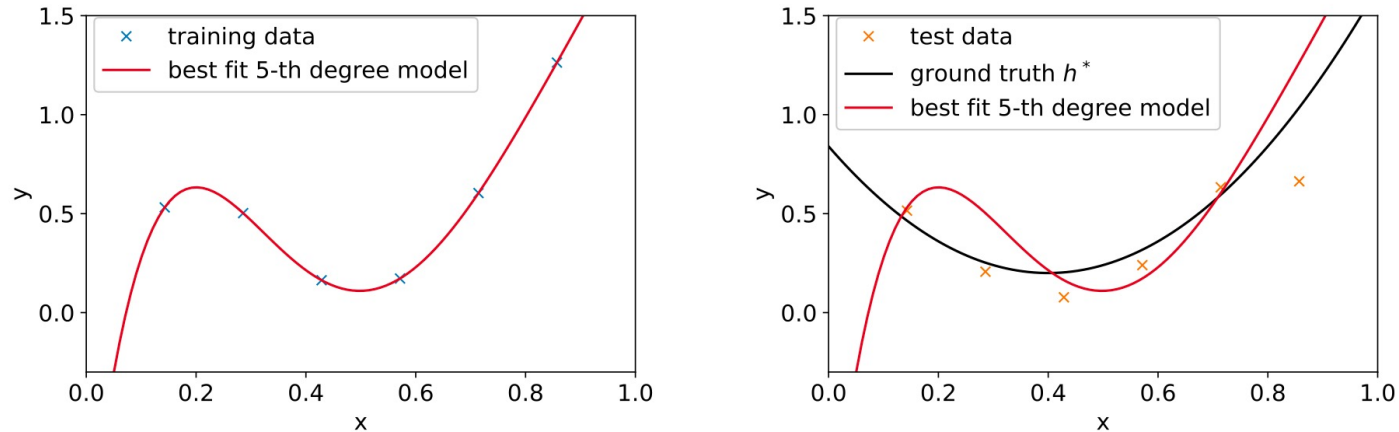 1.5
1.0
0.5
0.0
y
training data
best fit 5-th degree model
0.0 0.2 0.4 0.6 0.8 1.0
x
1.5
1.0
0.5
0.0
y
test data
ground truth h*
best fit 5-th degree model
0.0 0.2 0.4 0.6 0.8 1.0
x